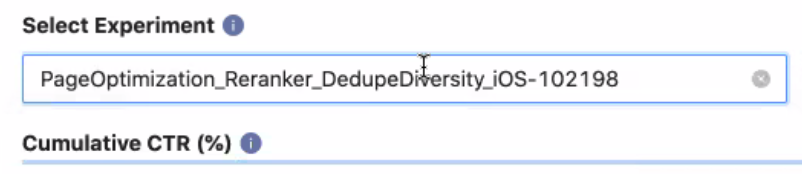 Select Experiment
PageOptimization_Reranker_DedupeDiversity_iOS-102198
Cumulative CTR (%)